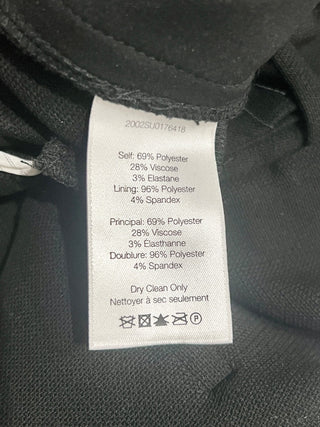 2002SU0176418
Self: 69% Polyester
28% Viscose
3% Elastane
Lining: 96% Polyester
4% Spandex
Principal: 69% Polyester
28% Viscose
3% Élasthanne
Doublure: 96% Polyester
4% Spandex
Dry Clean Only
Nettoyer à sec seulement
P